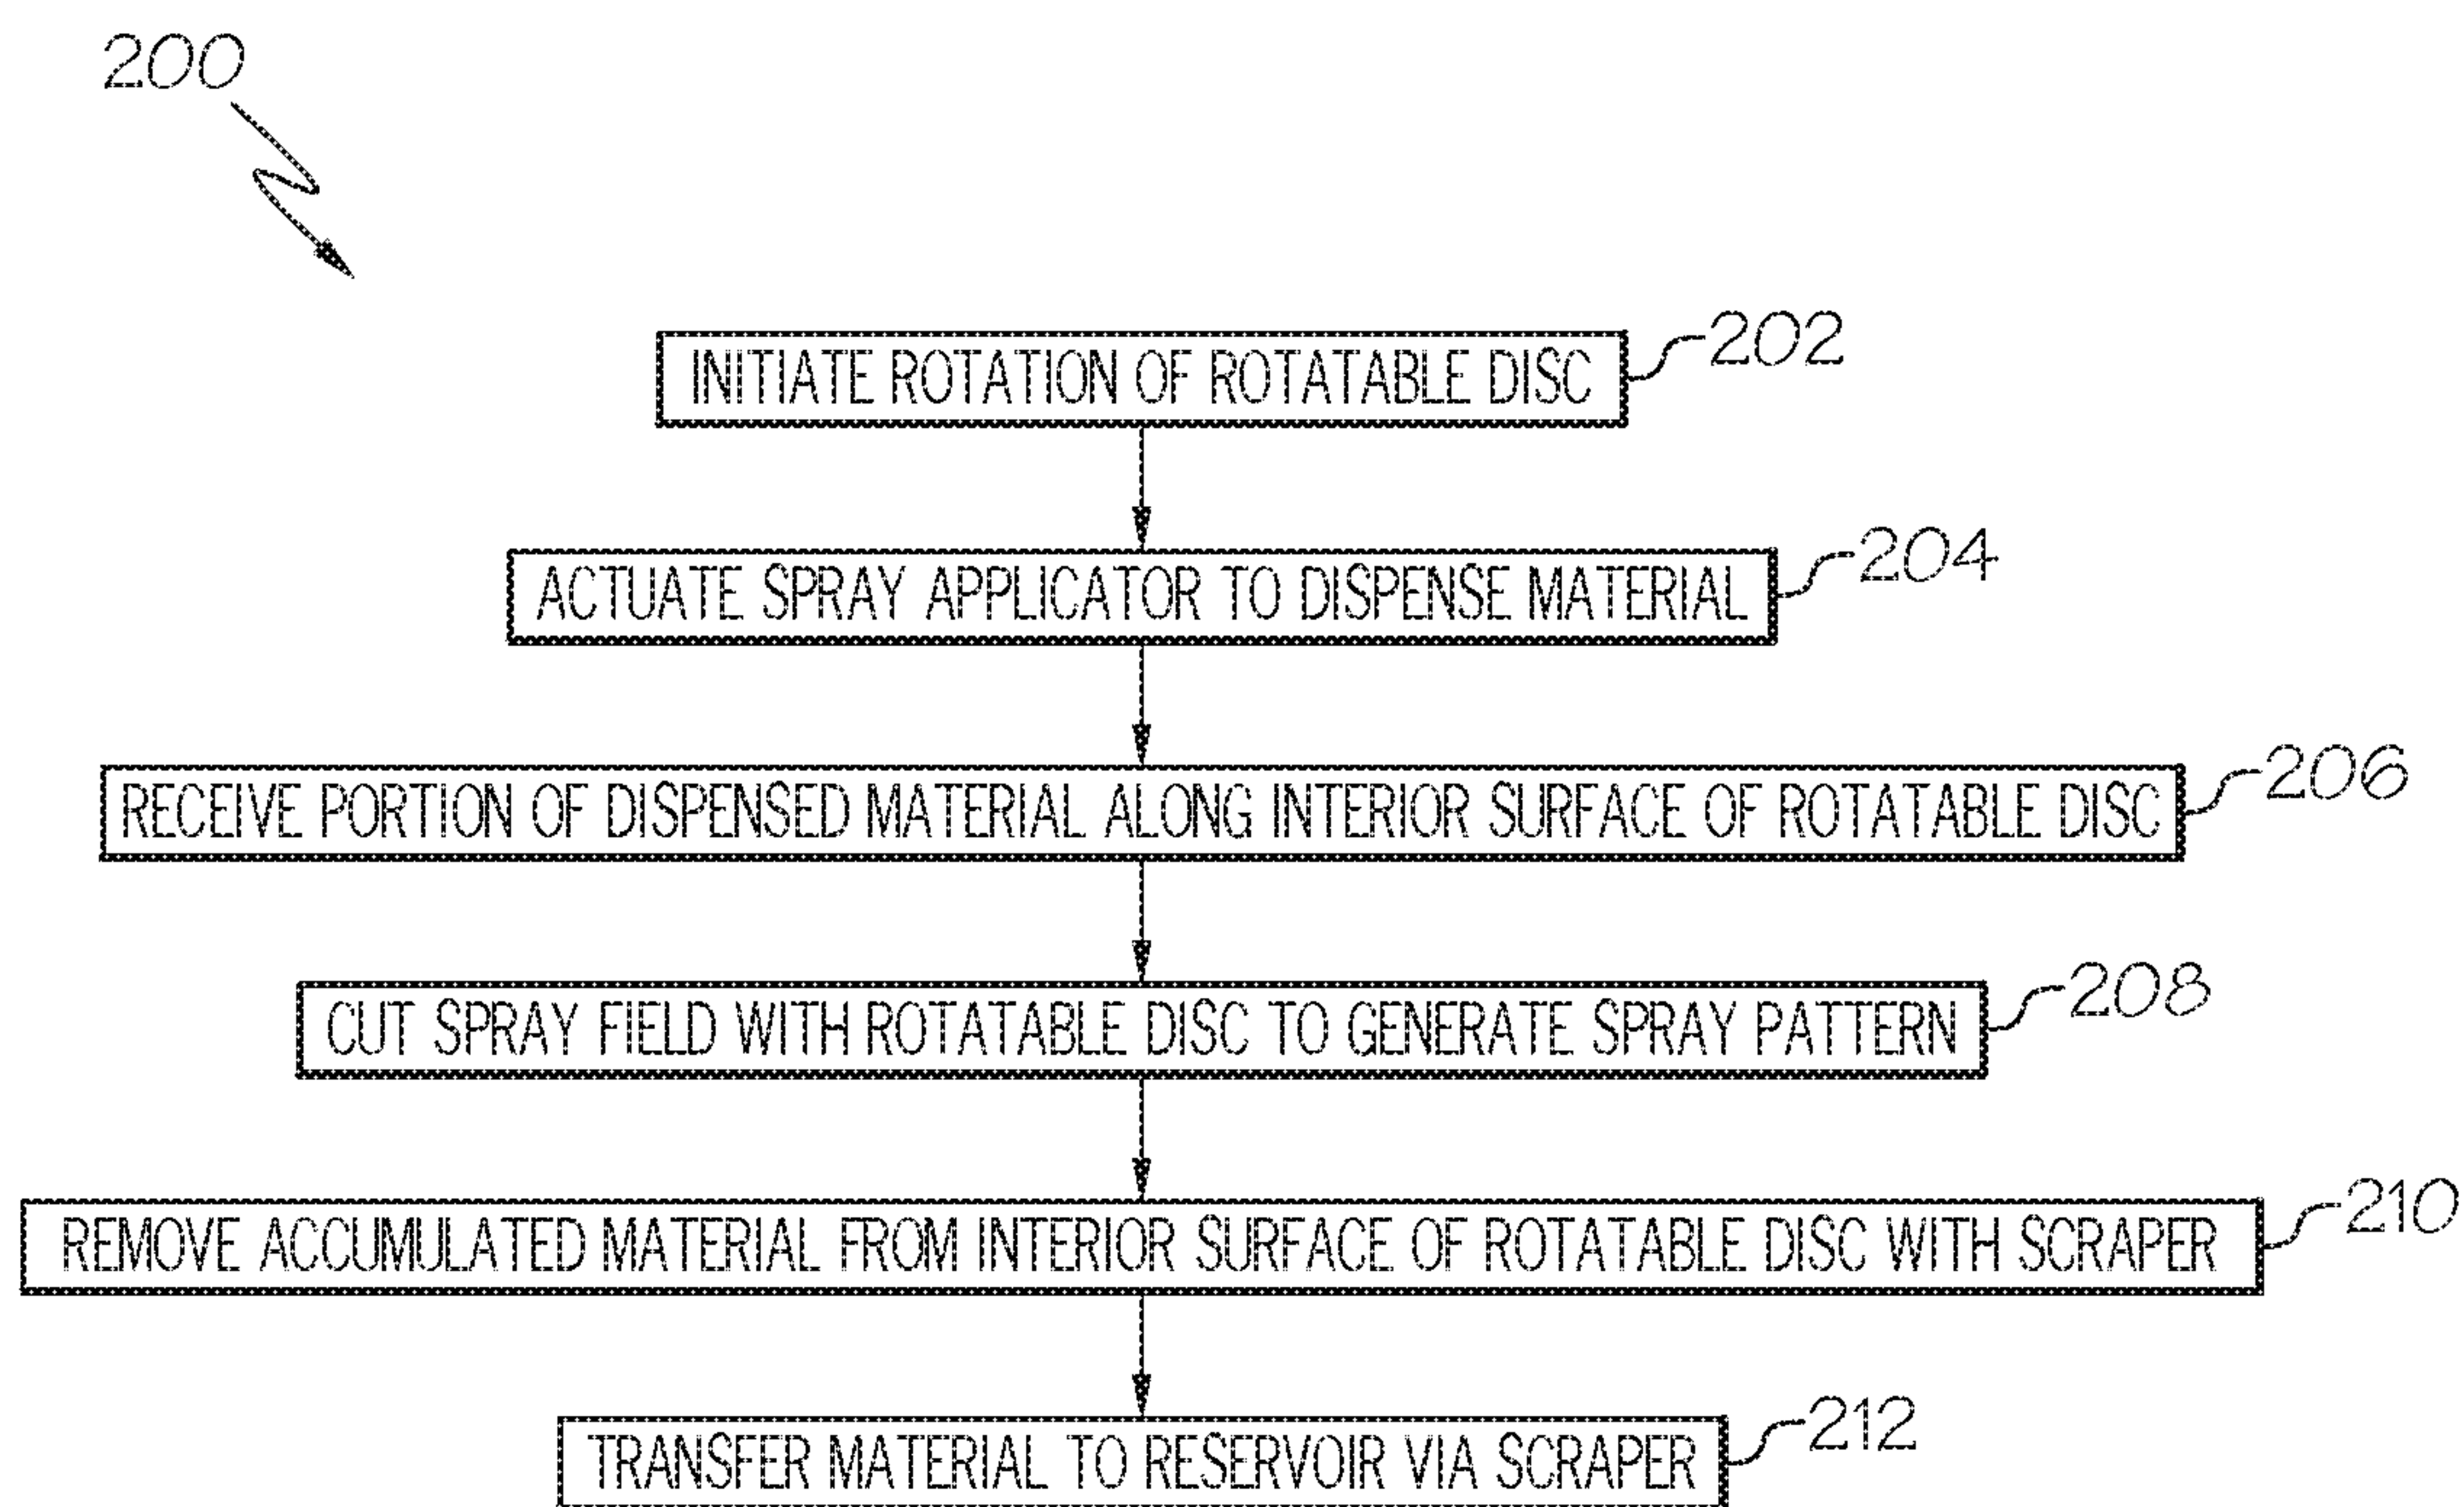 200
INITIATE ROTATION OF ROTATABLE DISC 202
ACTUATE SPRAY APPLICATOR TO DISPENSE MATERIAL 204
RECEIVE PORTION OF DISPENSED MATERIAL ALONG INTERIOR SURFACE OF ROTATABLE DISC 206
CUT SPRAY FIELD WITH ROTATABLE DISC TO GENERATE SPRAY PATTERN 208
REMOVE ACCUMULATED MATERIAL FROM INTERIOR SURFACE OF ROTATABLE DISC WITH SCRAPER 210
TRANSFER MATERIAL TO RESERVOIR VIA SCRAPER 212